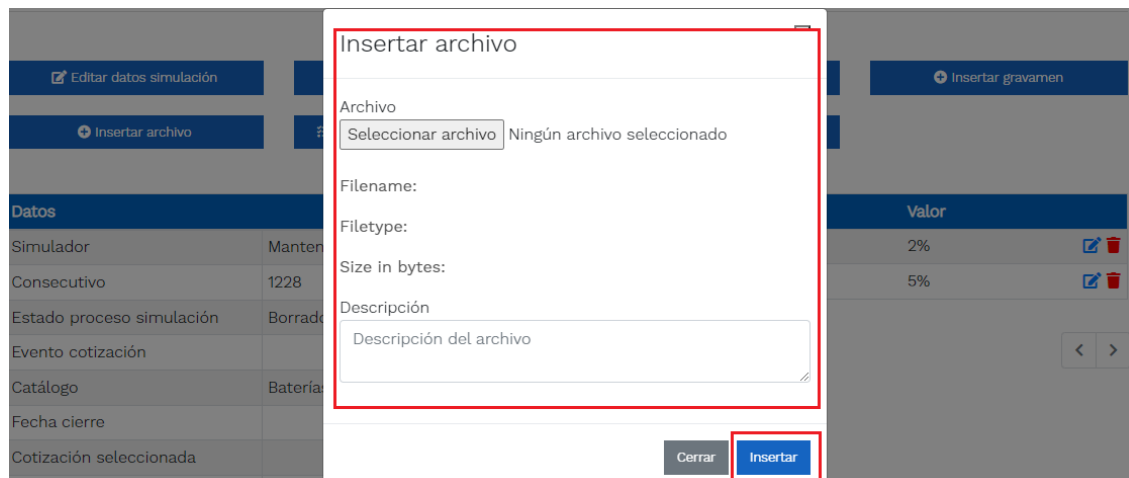 Insertar archivo
Editar datos simulación
Insertar gravamen
Archivo
Insertar archivo
Seleccionar archivo Ningún archivo seleccionado
Filename:
Datos
Valor
Filetype:
Simulador
2%
Size in bytes:
Consecutivo 1228
5%
Descripción
Estado proceso simulación
Descripción del archivo
Evento cotización
Catálogo
Fecha cierre
Cotización seleccionada
Cerrar Insertar